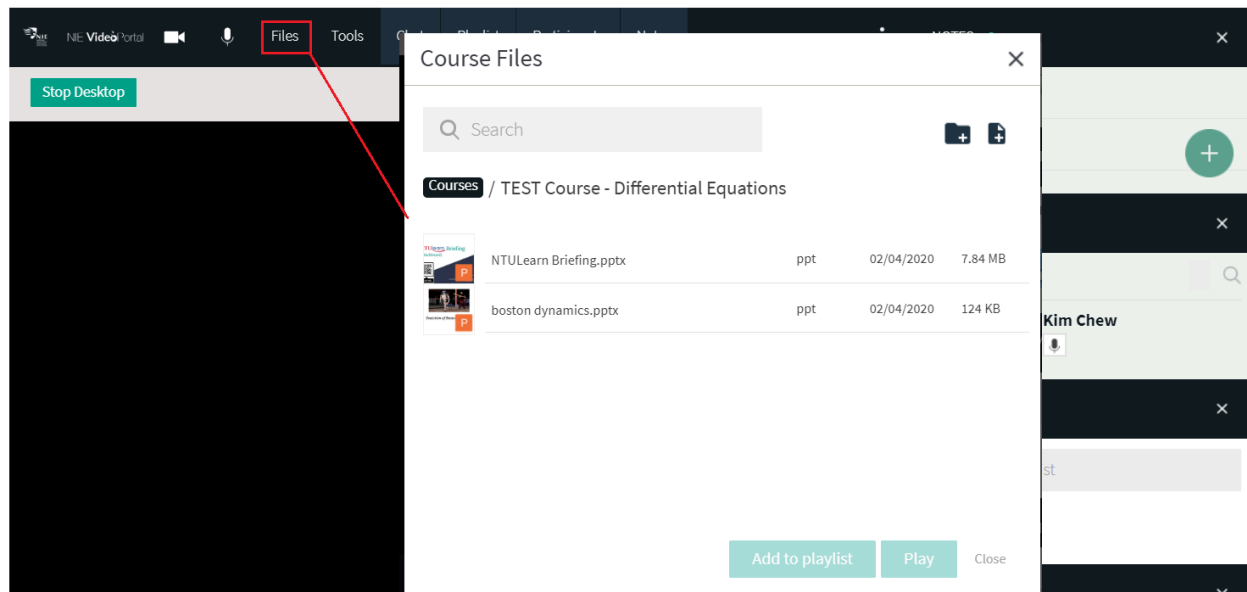 NIE VideoPortal
Files
Tools
Course Files
Stop Desktop
Search
Courses / TEST Course - Differential Equations
NTULearn Briefing.pptx ppt 02/04/2020 7.84 MB
boston dynamics.pptx ppt 02/04/2020 124 KB
Kim Chew
st
Add to playlist
Play
Close